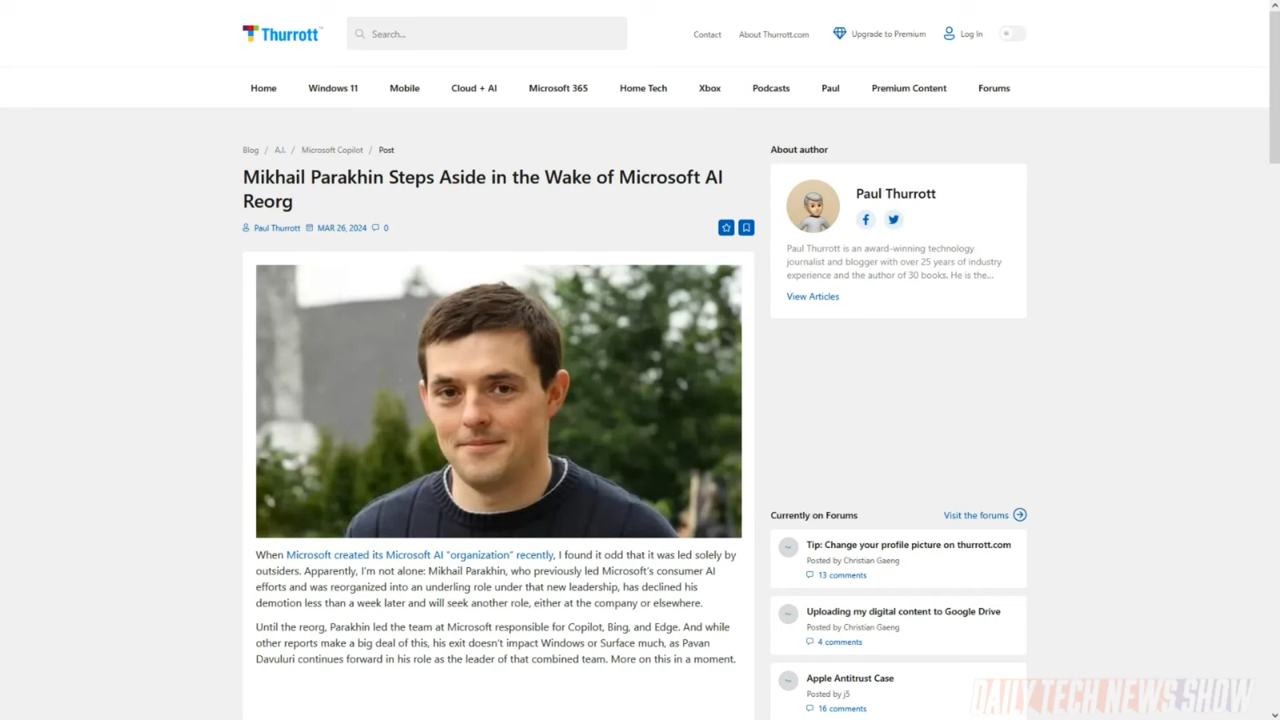 Thurrott
Search...
Contact
About Thurrott.com
Upgrade to Premium
Log In
Home
Windows 11
Mobile
Cloud + AI
Microsoft 365
Home Tech
Xbox
Podcasts
Paul
Premium Content
Forums
Blog / A.I. / Microsoft Copilot / Post
Mikhail Parakhin Steps Aside in the Wake of Microsoft AI
Reorg
Paul Thurrott MAR 26, 2024 0
When Microsoft created its Microsoft AI "organization" recently, I found it odd that it was led solely by
outsiders. Apparently, I'm not alone: Mikhail Parakhin, who previously led Microsoft's consumer AI
efforts and was reorganized into an underling role under that new leadership, has declined his
demotion less than a week later and will seek another role, either at the company or elsewhere.
Until the reorg, Parakhin led the team at Microsoft responsible for Copilot, Bing, and Edge. And while
other reports make a big deal of this, his exit doesn't impact Windows or Surface much, as Pavan
Davuluri continues forward in his role as the leader of that combined team. More on this in a moment.
About author
Paul Thurrott
Paul Thurrott is an award-winning technology
journalist and blogger with over 25 years of industry
experience and the author of 30 books. He is the...
View Articles
Currently on Forums
Visit the forums
Tip: Change your profile picture on thurrott.com
Posted by Christian Gaeng
13 comments
Uploading my digital content to Google Drive
Posted by Christian Gaeng
4 comments
Apple Antitrust Case
Posted by j5
16 comments
DAILY TECH NEWS SHOW